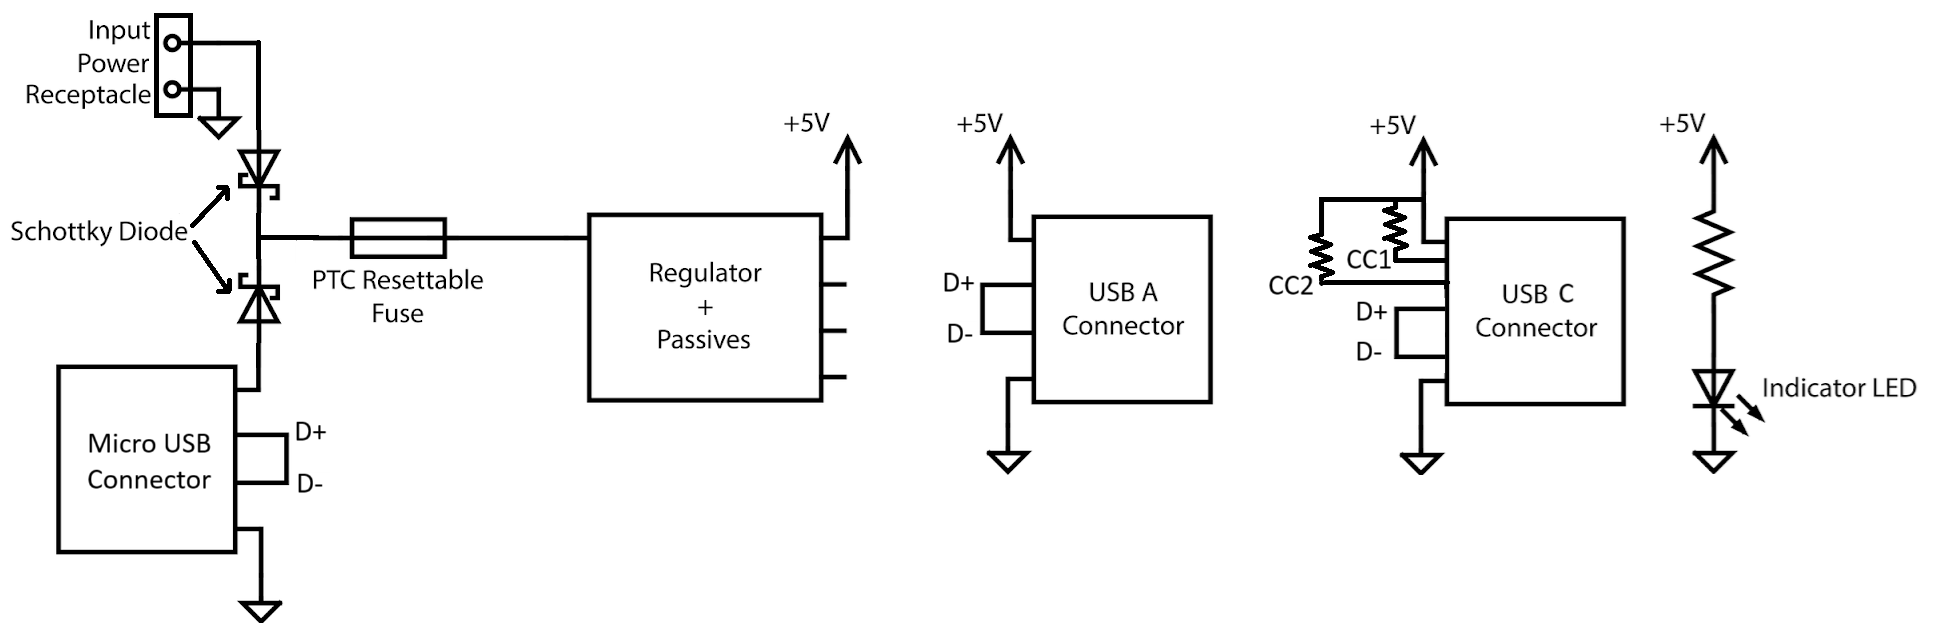 Input
Power
Receptacle
Schottky Diode
PTC Resettable
Fuse
Micro USB
Connector
D+
D-
Regulator
+
Passives
+5V
+5V
D+
D-
USB A
Connector
+5V
CC1
CC2
D+
D-
USB C
Connector
+5V
Indicator LED